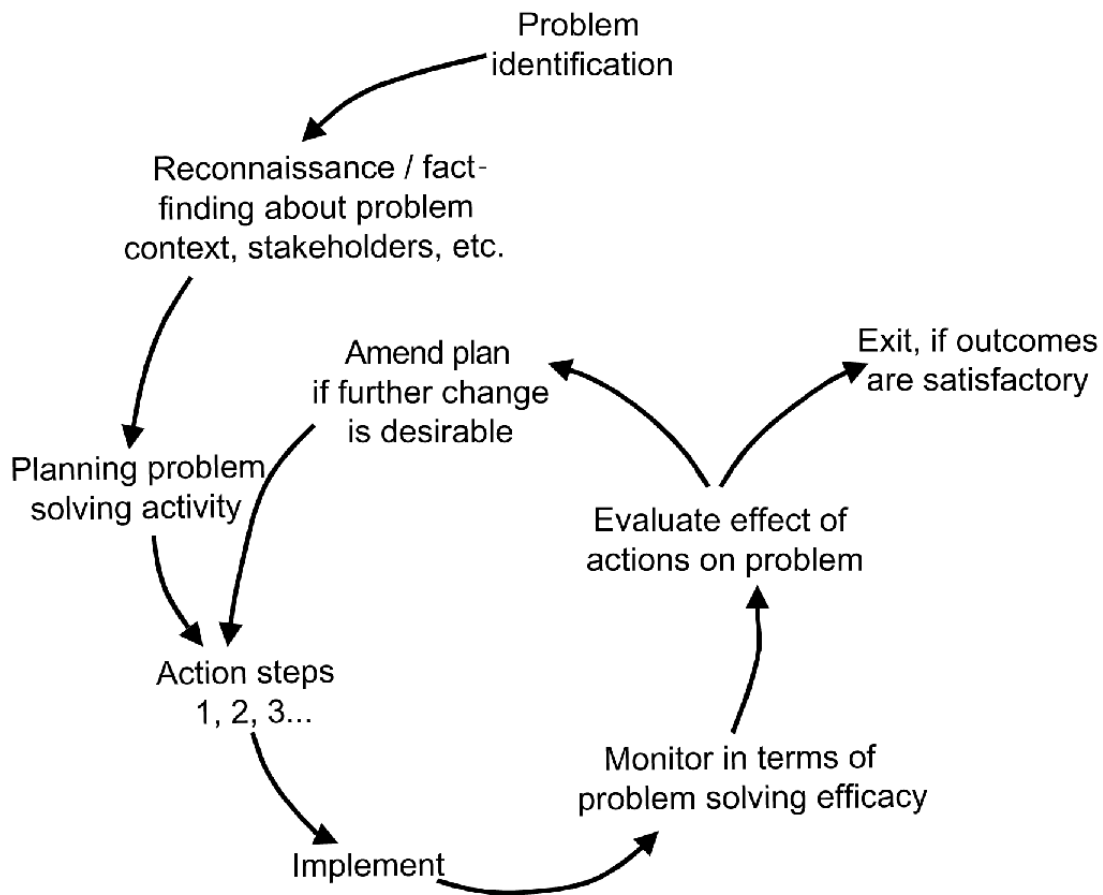 Problem
identification
Reconnaissance / fact-
finding about problem
context, stakeholders, etc.
Planning problem
solving activity
Action steps
1, 2, 3...
Implement
Monitor in terms of
problem solving efficacy
Evaluate effect of
actions on problem
Amend plan
if further change
is desirable
Exit, if outcomes
are satisfactory